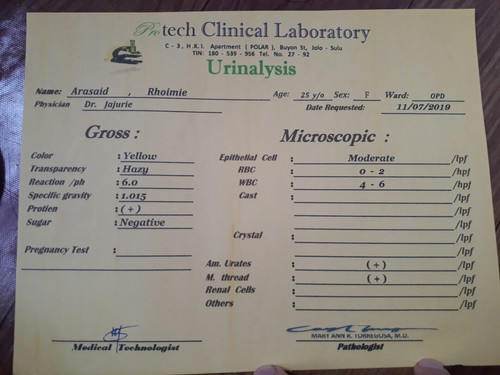 Protech Clinical Laboratory
C - 3, H.K.I. Apartment ( POLAR ), Buyon St, Jolo - Sulu
TIN: 180 - 539 - 956 Tel. No. 27 - 92
Urinalysis
Name: Arasaid , Rhoimie Age: 25 y/o Sex: F Ward: OPD
Physician Dr. Jajurie Date Requested: 11/07/2019
Gross : Microscopic :
Color : Yellow Epithelial Cell : Moderate /lpf
Transparency : Hazy RBC : 0 - 2 /hpf
Reaction /ph : 6.0 WBC : 4 - 6 /hpf
Specific gravity : 1.015 Cast : /lpf
Protien : (+) /lpf
Sugar : Negative /lpf
Crystal : /lpf
Pregnancy Test : /lpf
Am. Urates : (+) /lpf
M. thread : (+) /lpf
Renal Cells : /lpf
Others : /lpf
MARY ANN R. TORREGOSA, M.D.
Medical Technologist Pathologist